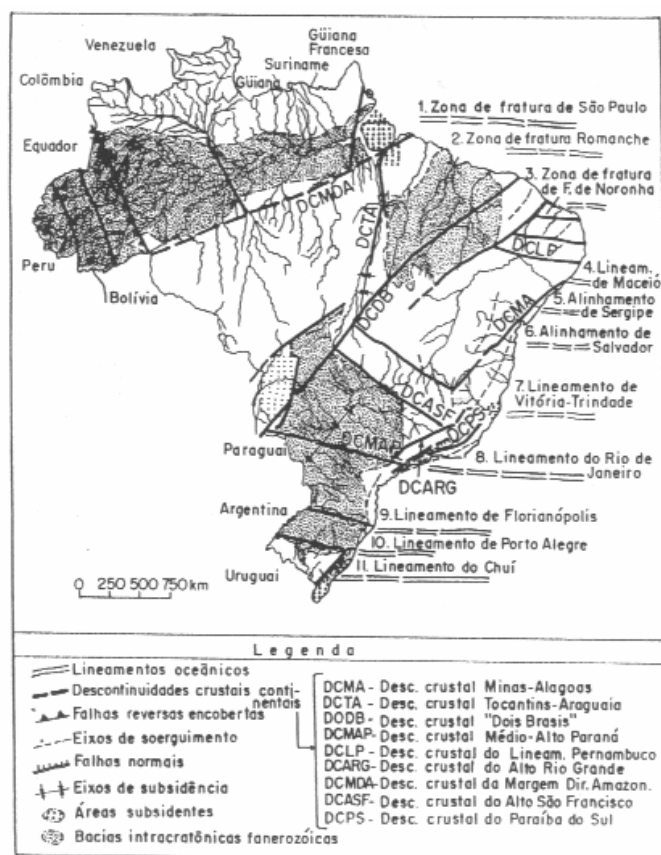 Venezuela
Güiana
Francesa
Colômbia
Suriname
Güiana
1. Zona de fratura de São Paulo
Equador
2. Zona de fratura Romanche
3. Zona de fratura
de F. de Noronha
DCMDA
DCTA
DCLP
Peru
Bolívia
4. Lineam.
de Maceió
DCDB
DCMA
5. Alinhamento
de Sergipe
6. Alinhamento de
Salvador
DCASF
7. Lineamento de
Vitória-Trindade
DCPS
Paraguai
DCMAP
8. Lineamento do Rio de
Janeiro
DCARG
Argentina
9. Lineamento de Florianópolis
10. Lineamento de Porto Alegre
Uruguai
11. Lineamento do Chuí
0 250 500 750
km
Legenda
Lineamentos oceânicos
Descontinuidades crustais conti-
nentais
Falhas reversas encobertas
Eixos de soerguimento
Falhas normais
Eixos de subsidência
Áreas subsidentes
Bacias intracratônicas fanerozóicas
DCMA - Desc. crustal Minas-Alagoas
DCTA - Desc. crustal Tocantins-Araguaia
DODB - Desc. crustal "Dois Brasis"
DCMAP - Desc. crustal Médio-Alto Paraná
DCLP - Desc. crustal do Lineam. Pernambuco
DCARG - Desc. crustal do Alto Rio Grande
DCMDA - Desc. crustal da Margem Dir. Amazon.
DCASF - Desc. crustal do Alto São Francisco
DCPS - Desc. crustal do Paraíba do Sul